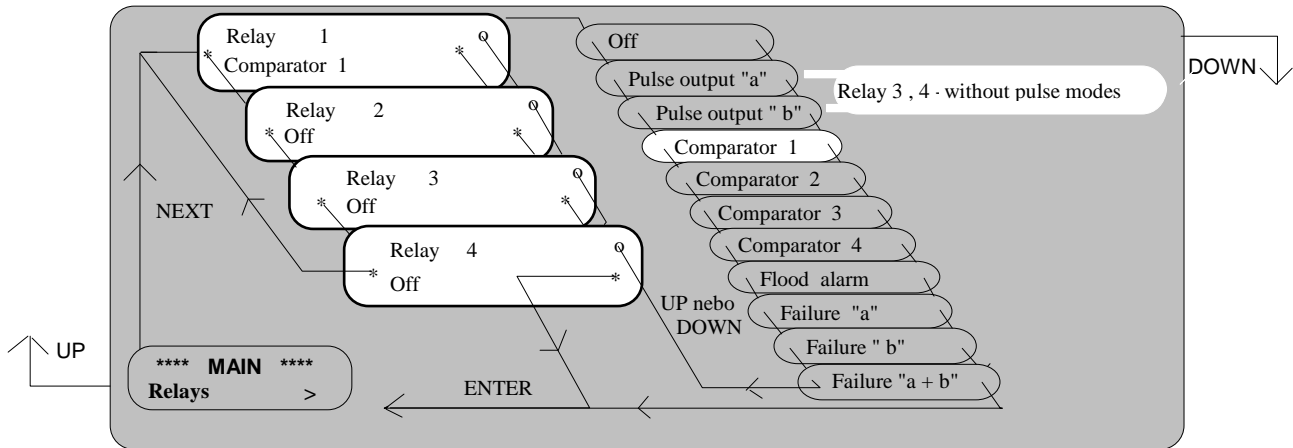 Relay 1 o
* Comparator 1 *
Relay 2 o
* Off *
Relay 3 o
* Off *
Relay 4 o
* Off *
NEXT
Off
Pulse output "a"
Pulse output " b"
Comparator 1
Comparator 2
Comparator 3
Comparator 4
Flood alarm
Failure "a"
Failure " b"
Failure "a + b"
Relay 3 , 4 - without pulse modes
DOWN
UP nebo
DOWN
UP
**** MAIN ****
Relays >
ENTER